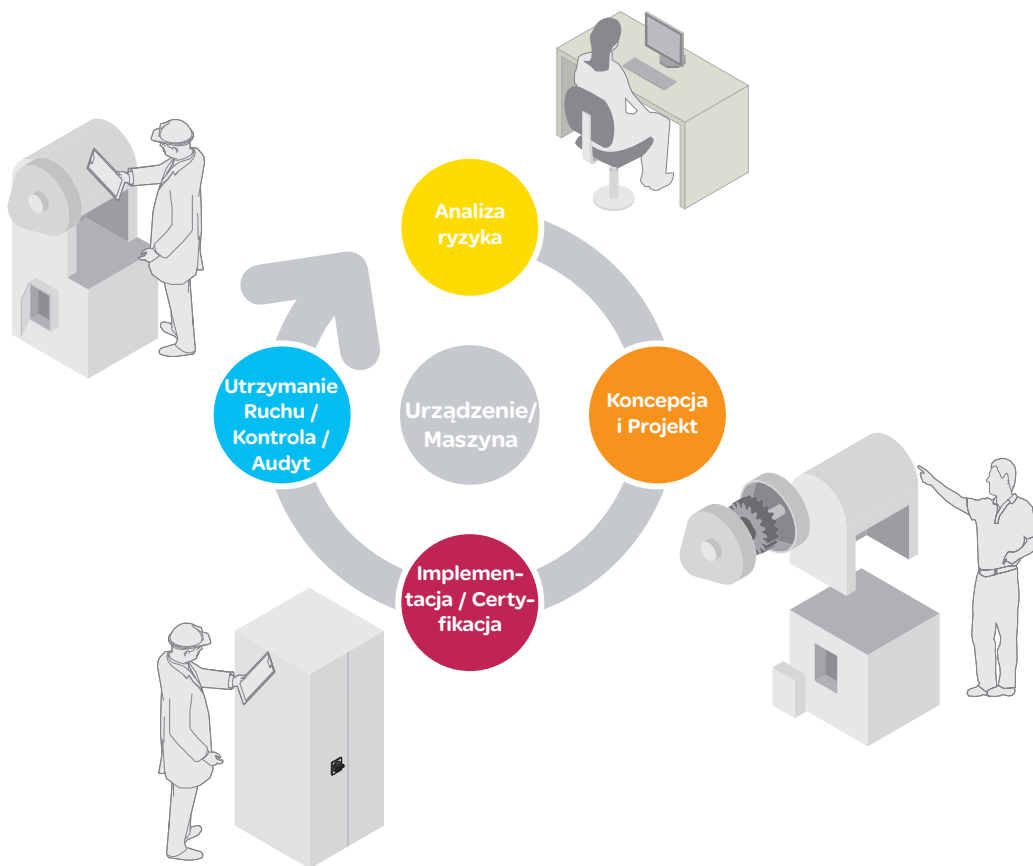 Analiza
ryzyka
Koncepcja
i Projekt
Implemen-
tacja / Certy-
fikacja
Utrzymanie
Ruchu /
Kontrola /
Audyt
Urządzenie/
Maszyna